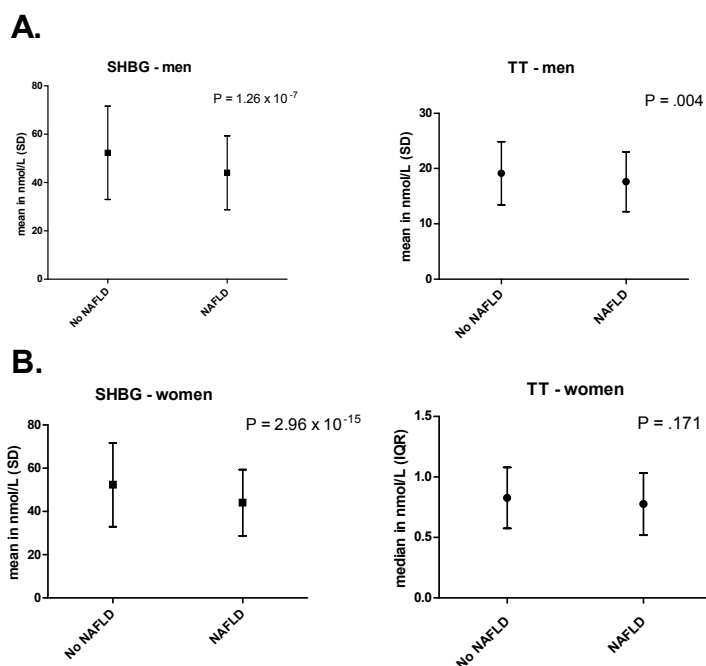 A.
SHBG - men
P = 1.26 x 10-7
mean in nmol/L (SD)
80
60
40
20
0
No NAFLD
NAFLD
TT - men
P = .004
mean in nmol/L (SD)
30
20
10
0
No NAFLD
NAFLD
B.
SHBG - women
P = 2.96 x 10-15
mean in nmol/L (SD)
80
60
40
20
0
No NAFLD
NAFLD
TT - women
P = .171
median in nmol/L (IQR)
1.5
1.0
0.5
0.0
No NAFLD
NAFLD